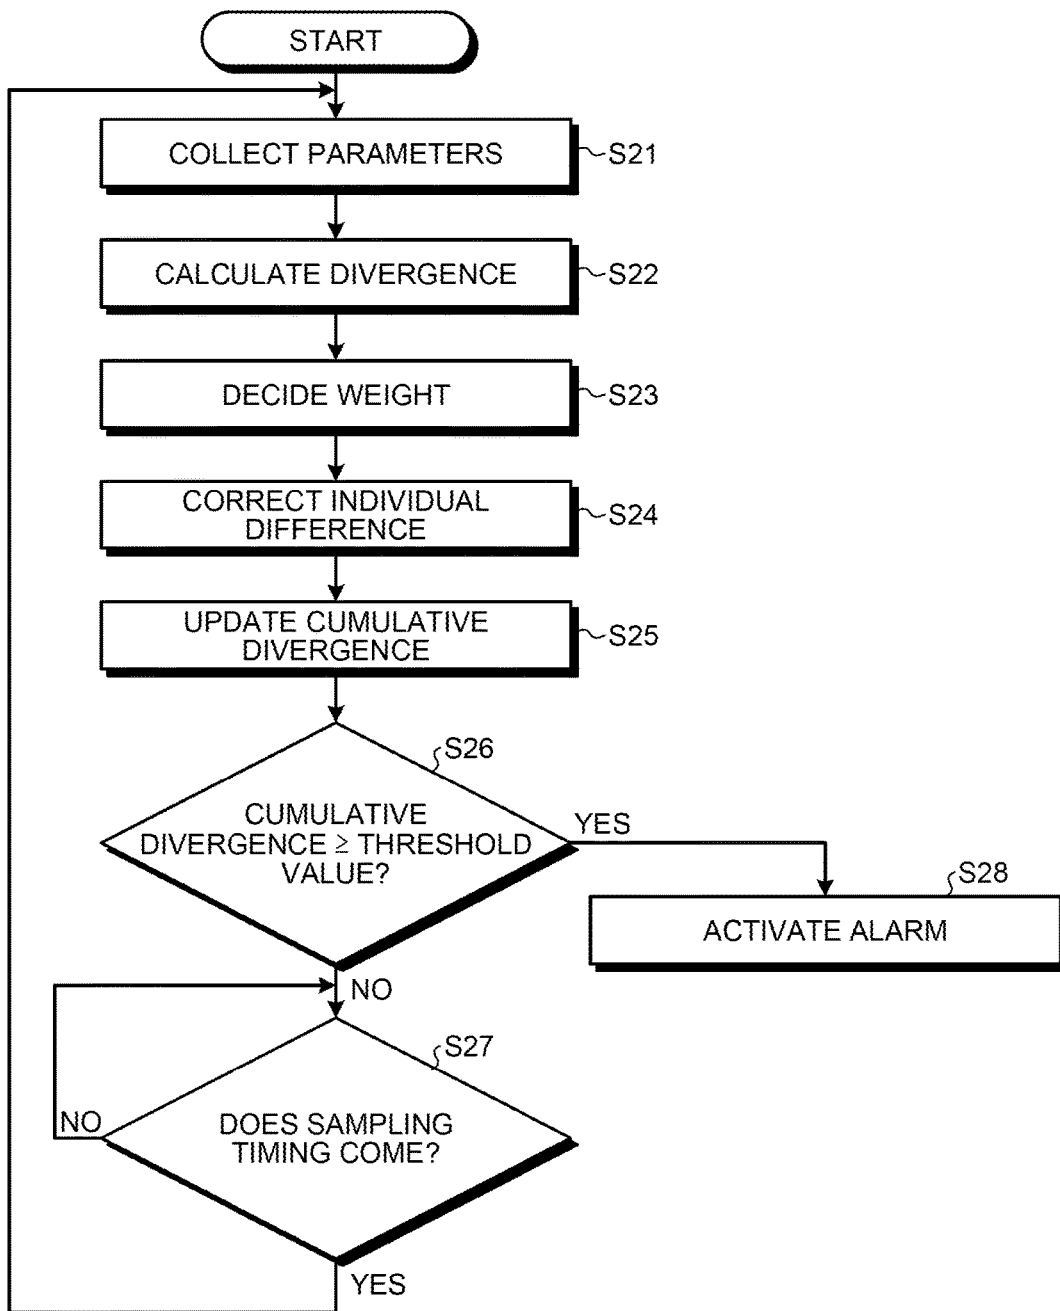 START
COLLECT PARAMETERS
S21
CALCULATE DIVERGENCE
S22
DECIDE WEIGHT
S23
CORRECT INDIVIDUAL
DIFFERENCE
S24
UPDATE CUMULATIVE
DIVERGENCE
S25
S26
CUMULATIVE
DIVERGENCE ≧ THRESHOLD
VALUE?
YES
S28
ACTIVATE ALARM
NO
S27
DOES SAMPLING
TIMING COME?
NO
YES